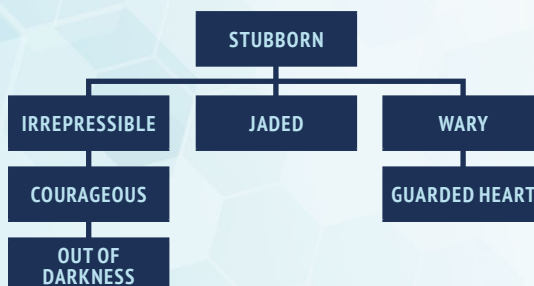 STUBBORN
IRREPRESSIBLE
JADED
WARY
COURAGEOUS
GUARDED HEART
OUT OF
DARKNESS